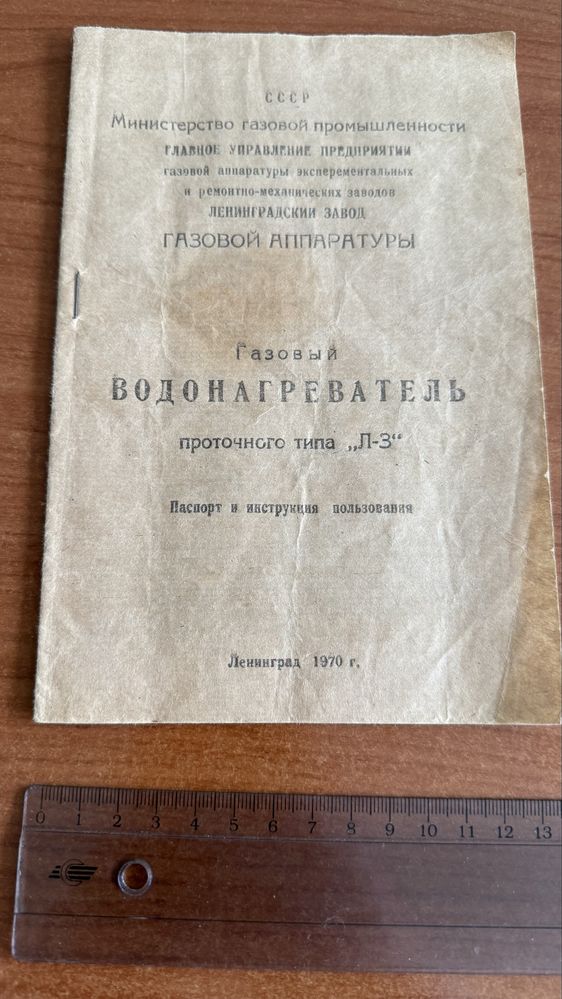 СССР
Министерство газовой промышленности
ГЛАВНОЕ УПРАВЛЕНИЕ ПРЕДПРИЯТИИ
газовой аппаратуры эксперементальных
и ремонтно-механических заводов
ЛЕНИНГРАДСКИЙ ЗАВОД
ГАЗОВОЙ АППАРАТУРЫ
Газовый
ВОДОНАГРЕВАТЕЛЬ
проточного типа „Л-3“
Паспорт и инструкция пользования
Ленинград 1970 г.
0 1 2 3 4 5 6 7 8 9 10 11 12 13